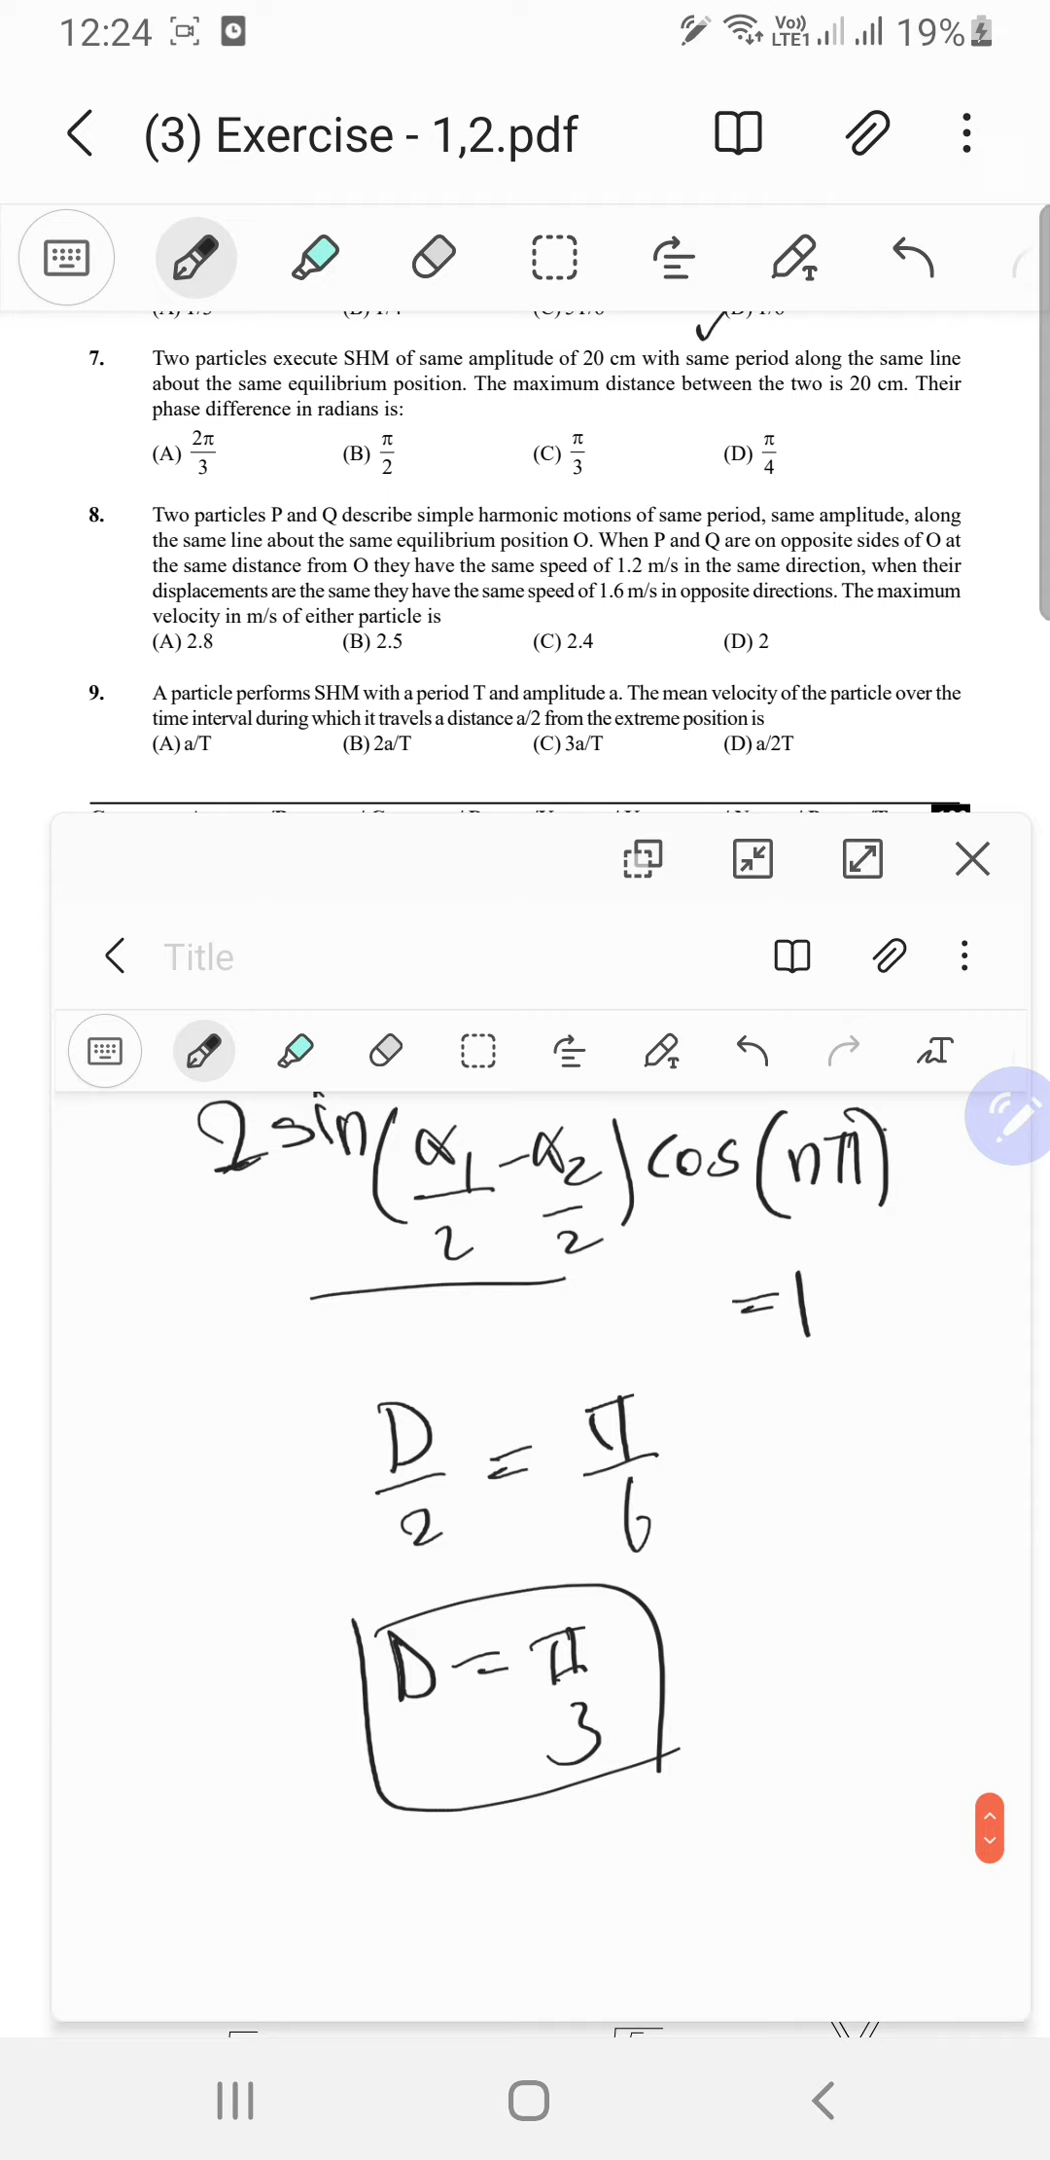 12:24 Vo)) LTE1 19%
(3) Exercise - 1,2.pdf
7. Two particles execute SHM of same amplitude of 20 cm with same period along the same line
about the same equilibrium position. The maximum distance between the two is 20 cm. Their
phase difference in radians is:
(A) 2π/3 (B) π/2 (C) π/3 (D) π/4
8. Two particles P and Q describe simple harmonic motions of same period, same amplitude, along
the same line about the same equilibrium position O. When P and Q are on opposite sides of O at
the same distance from O they have the same speed of 1.2 m/s in the same direction, when their
displacements are the same they have the same speed of 1.6 m/s in opposite directions. The maximum
velocity in m/s of either particle is
(A) 2.8 (B) 2.5 (C) 2.4 (D) 2
9. A particle performs SHM with a period T and amplitude a. The mean velocity of the particle over the
time interval during which it travels a distance a/2 from the extreme position is
(A) a/T (B) 2a/T (C) 3a/T (D) a/2T
Title
2 sin(α1/2 - α2/2) cos(nπ)
=1
D/2 = π/6
D = π/3